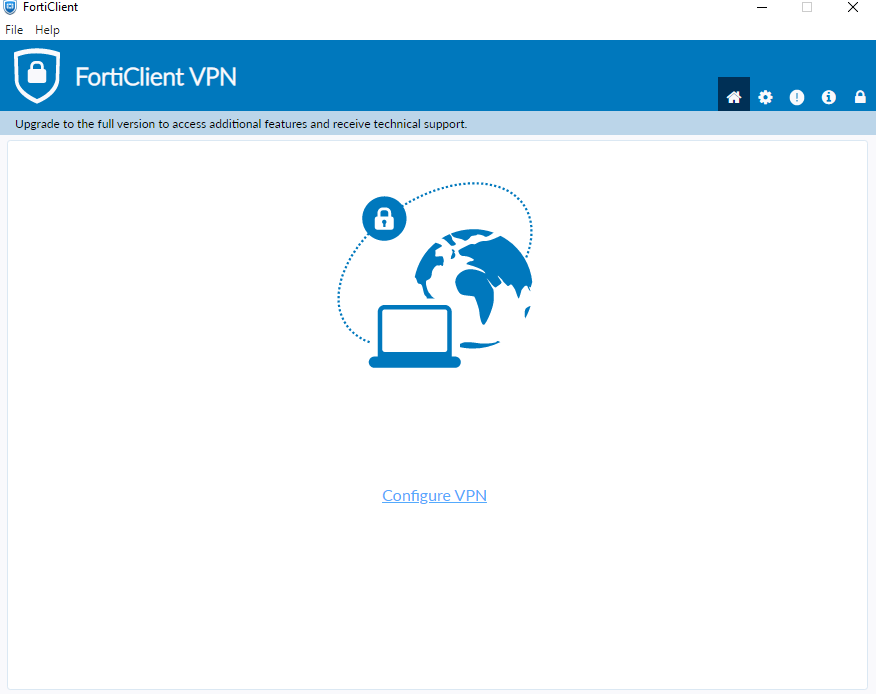 FortiClient
File Help
FortiClient VPN
Upgrade to the full version to access additional features and receive technical support.
Configure VPN